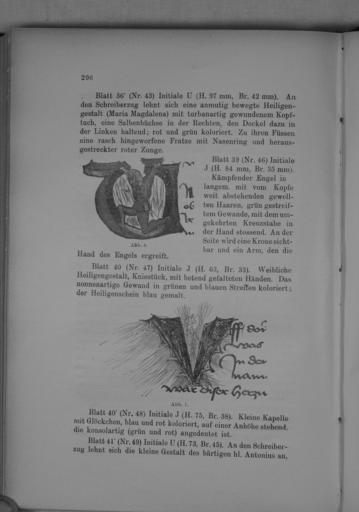 296
Blatt 36' (Nr. 43) Initiale U (H. 97 mm, Br. 42 mm). An
den Schreiberzug lehnt sich eine anmutig bewegte Heiligen-
gestalt (Maria Magdalena) mit turbanartig gewundenem Kopf-
tuch, eine Salbenbüchse in der Rechten, den Deckel dazu in
der Linken haltend; rot und grün koloriert. Zu ihren Füssen
eine rasch hingeworfene Fratze mit Nasenring und heraus-
gestreckter roter Zunge.
Blatt 39 (Nr. 46) Initiale
J (H. 84 mm, Br. 35 mm).
Kämpfender Engel in
langem, mit vom Kopfe
weit abstehenden gewoll-
ten Haaren, grün gestreif-
tem Gewande, mit dem um-
gekehrten Kreuzstabe in
der Hand stossend. An der
Seite wird eine Krone sicht-
bar und ein Arm, den die
Abb. 6.
Hand des Engels ergreift.
Blatt 40 (Nr. 47) Initiale J (H. 63, Br. 33). Weibliche
Heiligengestalt, Kniestück, mit betend gefalteten Händen. Das
nonnenartige Gewand in grünen und blauen Streifen koloriert;
der Heiligenschein blau gemalt.
was
In der
Abb. 7.
Blatt 40' (Nr. 48) Initiale J (H. 75, Br. 38). Kleine Kapelle
mit Glöckchen, blau und rot koloriert, auf einer Anhöhe stehend,
die konsolartig (grün und rot) angedeutet ist.
Blatt 41' (Nr. 49) Initiale U (H. 73, Br. 45). An den Schreiber-
zug lehnt sich die kleine Gestalt des bärtigen hl. Antonius an,